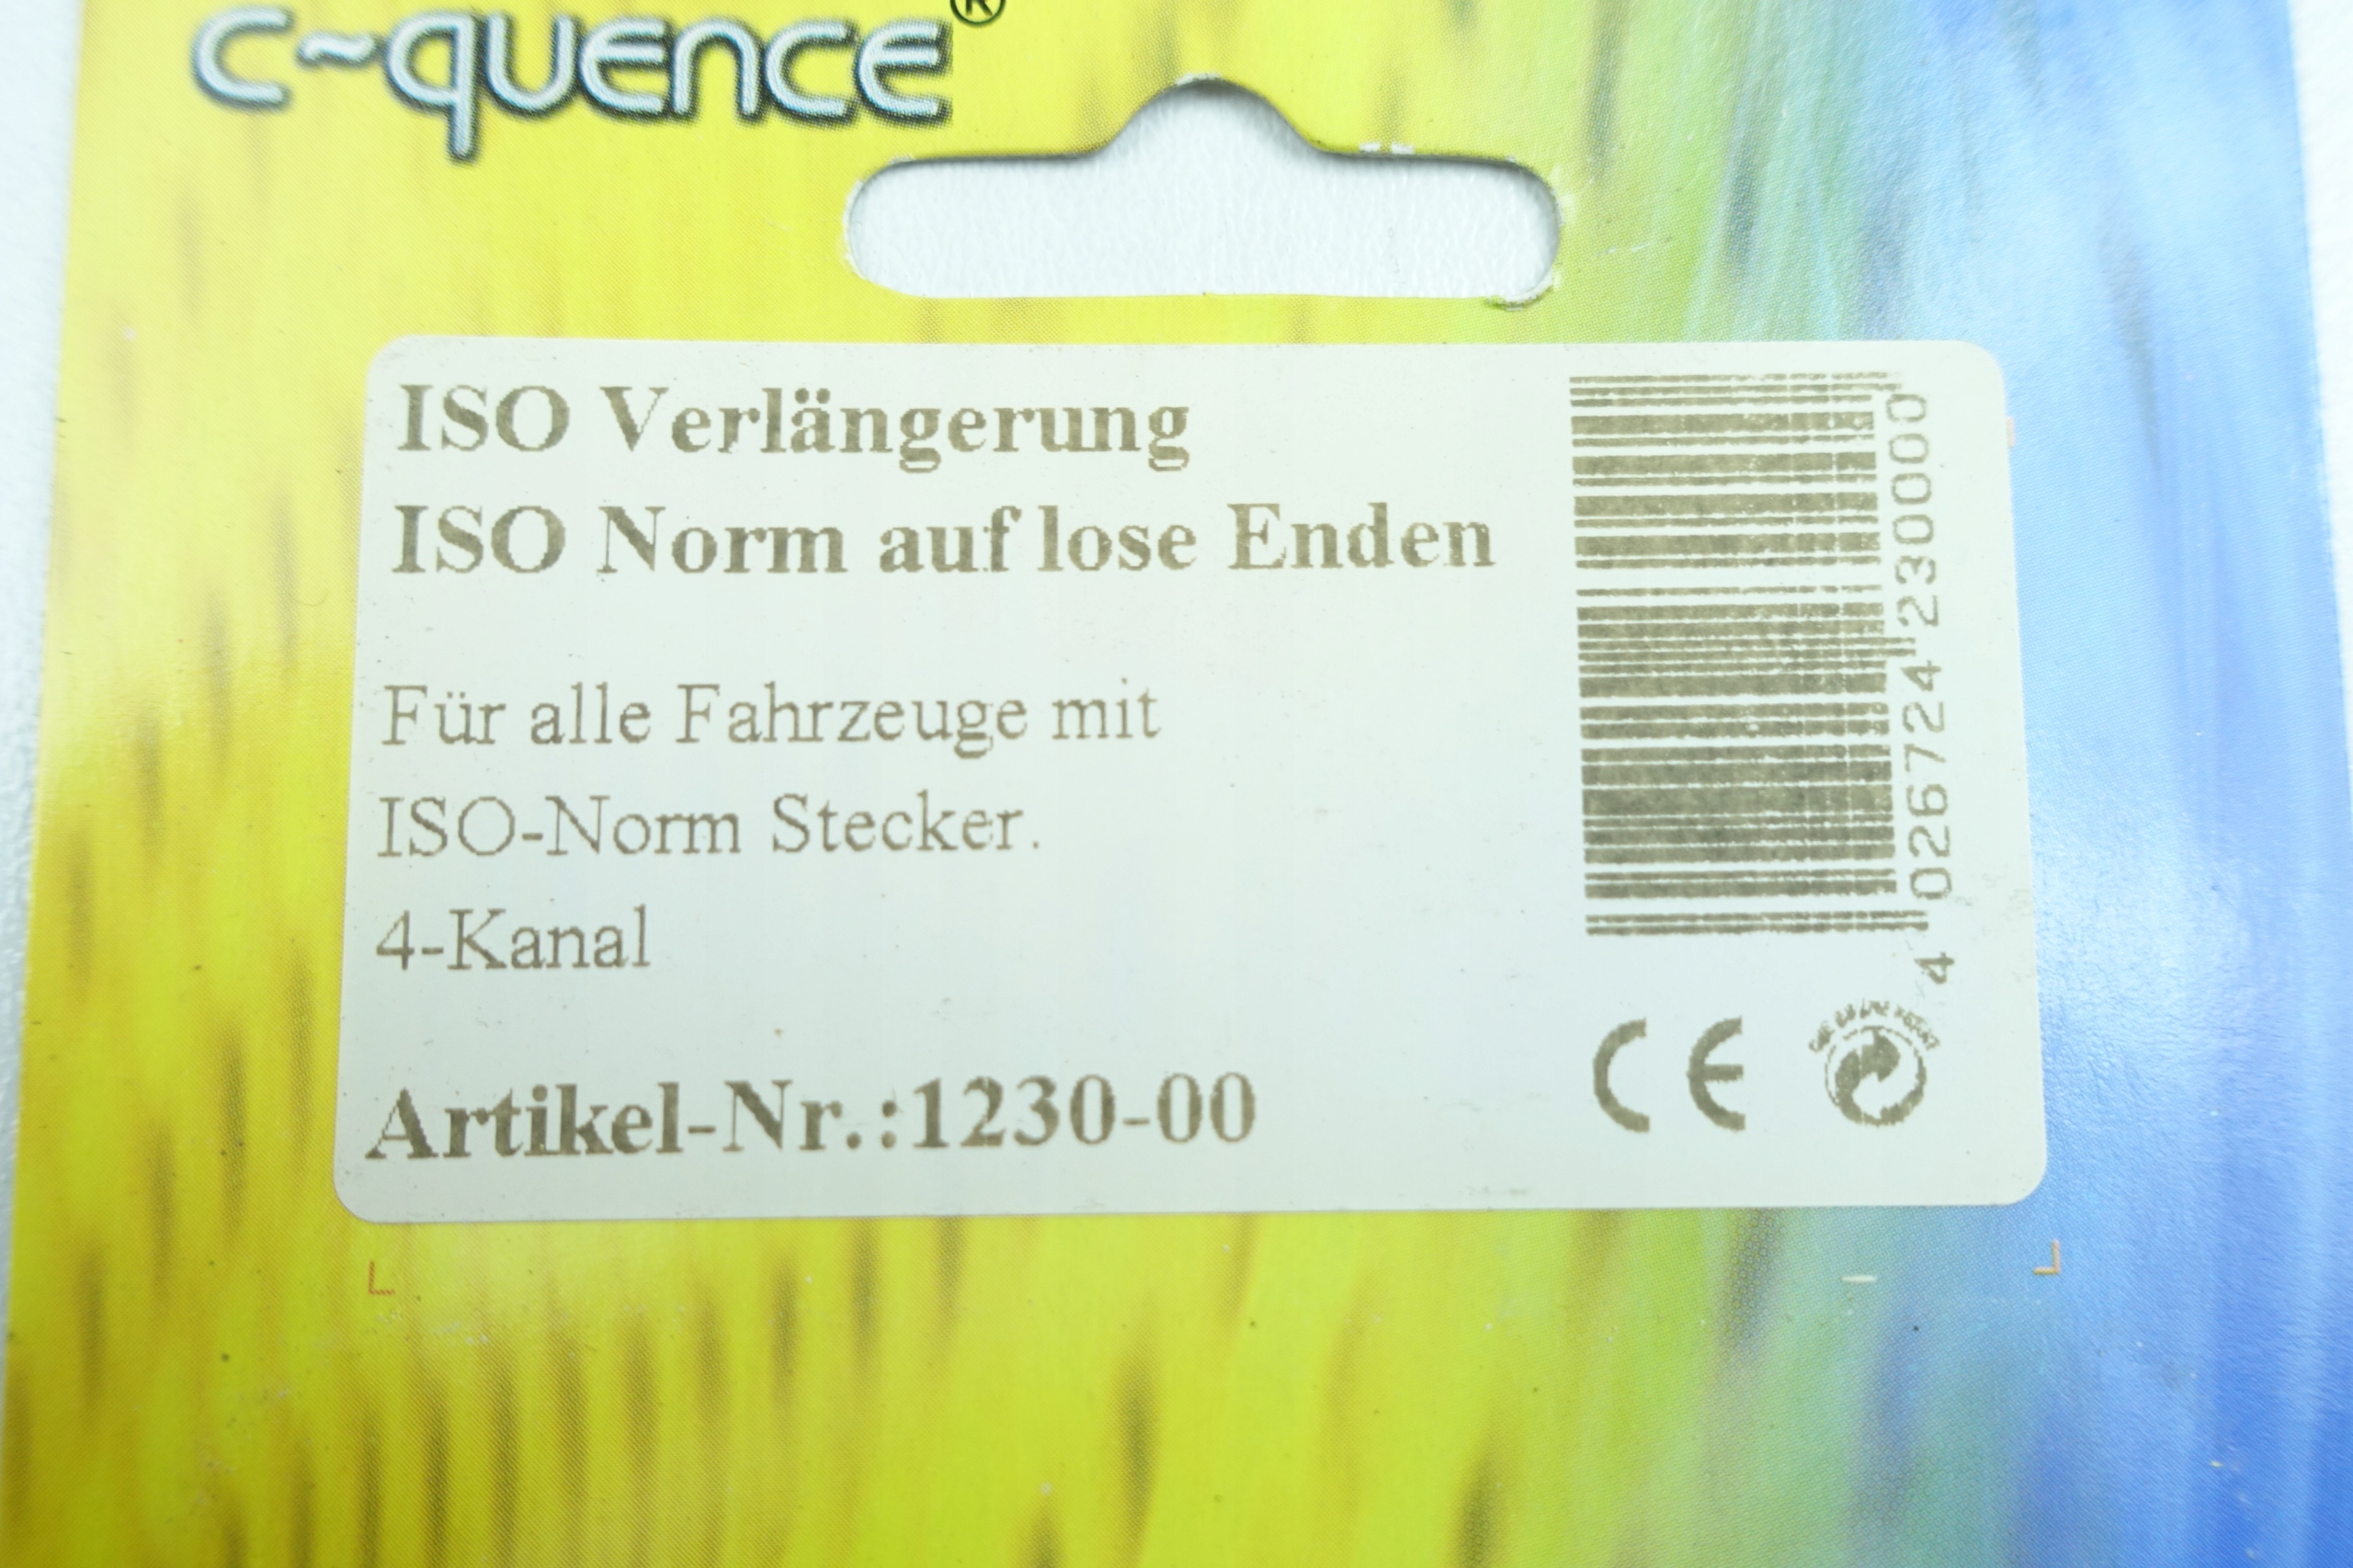 c~quence®
ISO Verlängerung
ISO Norm auf lose Enden
Für alle Fahrzeuge mit
ISO-Norm Stecker.
4-Kanal
Artikel-Nr.:1230-00
4 026724 230000
CE